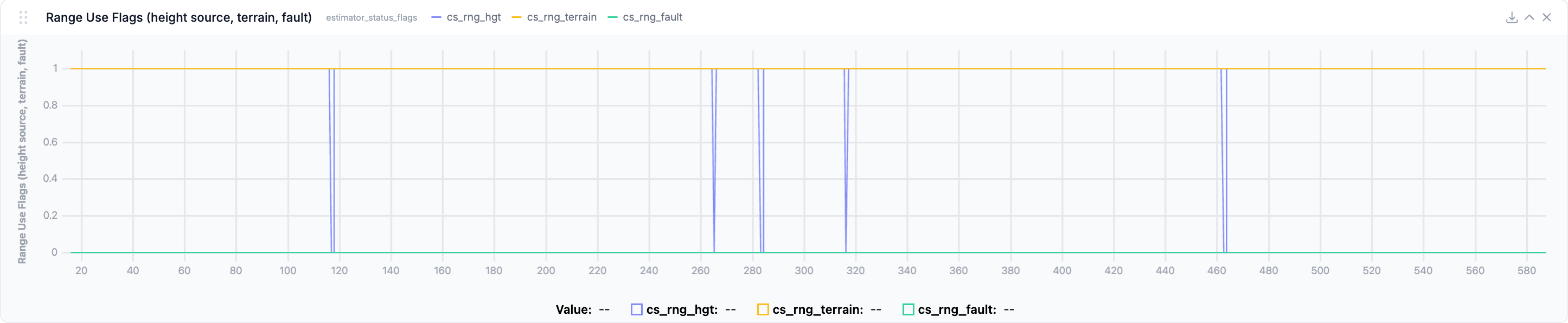 Range Use Flags (height source, terrain, fault) estimator_status_flags cs_rng_hgt cs_rng_terrain cs_rng_fault
Range Use Flags (height source, terrain, fault)
1
0.8
0.6
0.4
0.2
0
20 40 60 80 100 120 140 160 180 200 220 240 260 280 300 320 340 360 380 400 420 440 460 480 500 520 540 560 580
Value: -- cs_rng_hgt: -- cs_rng_terrain: -- cs_rng_fault: --